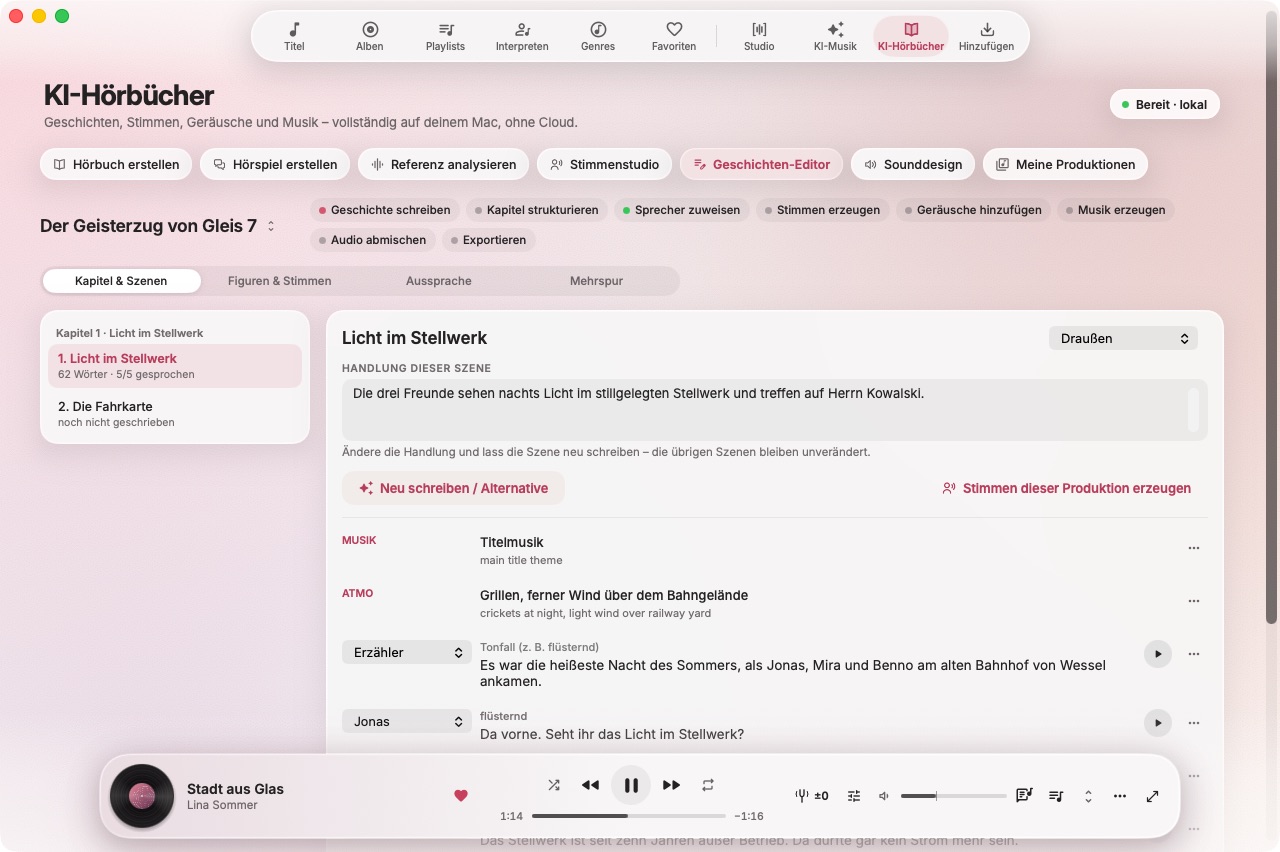 Titel
Alben
Playlists
Interpreten
Genres
Favoriten
Studio
KI-Musik
KI-Hörbücher
Hinzufügen
KI-Hörbücher
Geschichten, Stimmen, Geräusche und Musik – vollständig auf deinem Mac, ohne Cloud.
Bereit · lokal
Hörbuch erstellen
Hörspiel erstellen
Referenz analysieren
Stimmenstudio
Geschichten-Editor
Sounddesign
Meine Produktionen
Der Geisterzug von Gleis 7
Geschichte schreiben
Kapitel strukturieren
Sprecher zuweisen
Stimmen erzeugen
Geräusche hinzufügen
Musik erzeugen
Audio abmischen
Exportieren
Kapitel & Szenen
Figuren & Stimmen
Aussprache
Mehrspur
Kapitel 1 · Licht im Stellwerk
1. Licht im Stellwerk
62 Wörter · 5/5 gesprochen
2. Die Fahrkarte
noch nicht geschrieben
Licht im Stellwerk
Draußen
HANDLUNG DIESER SZENE
Die drei Freunde sehen nachts Licht im stillgelegten Stellwerk und treffen auf Herrn Kowalski.
Ändere die Handlung und lass die Szene neu schreiben – die übrigen Szenen bleiben unverändert.
Neu schreiben / Alternative
Stimmen dieser Produktion erzeugen
MUSIK
Titelmusik
main title theme
ATMO
Grillen, ferner Wind über dem Bahngelände
crickets at night, light wind over railway yard
Erzähler
Tonfall (z. B. flüsternd)
Es war die heißeste Nacht des Sommers, als Jonas, Mira und Benno am alten Bahnhof von Wessel
ankamen.
Jonas
flüsternd
Da vorne. Seht ihr das Licht im Stellwerk?
Stadt aus Glas
Lina Sommer
1:14
−1:16
±0
Das Stellwerk ist seit zehn Jahren außer Betrieb. Da dürfte gar kein Strom mehr sein.